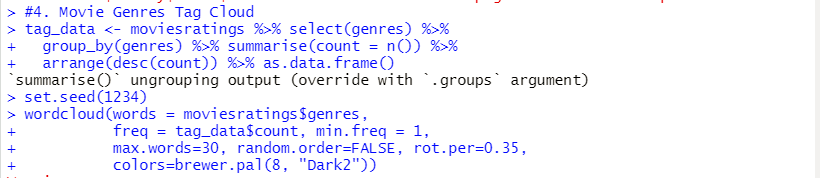 > #4. Movie Genres Tag Cloud
> tag_data <- moviesratings %>% select(genres) %>%
+   group_by(genres) %>% summarise(count = n()) %>%
+   arrange(desc(count)) %>% as.data.frame()
`summarise()` ungrouping output (override with `.groups` argument)
> set.seed(1234)
> wordcloud(words = moviesratings$genres,
+           freq = tag_data$count, min.freq = 1,
+           max.words=30, random.order=FALSE, rot.per=0.35,
+           colors=brewer.pal(8, "Dark2"))